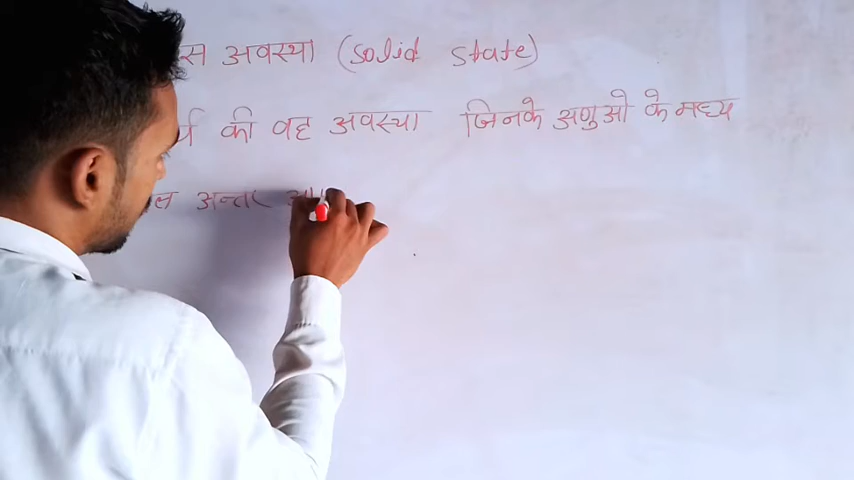 स अवस्था (Solid State)
की वह अवस्था जिनके अणुओ के मध्य
ल अन्तर